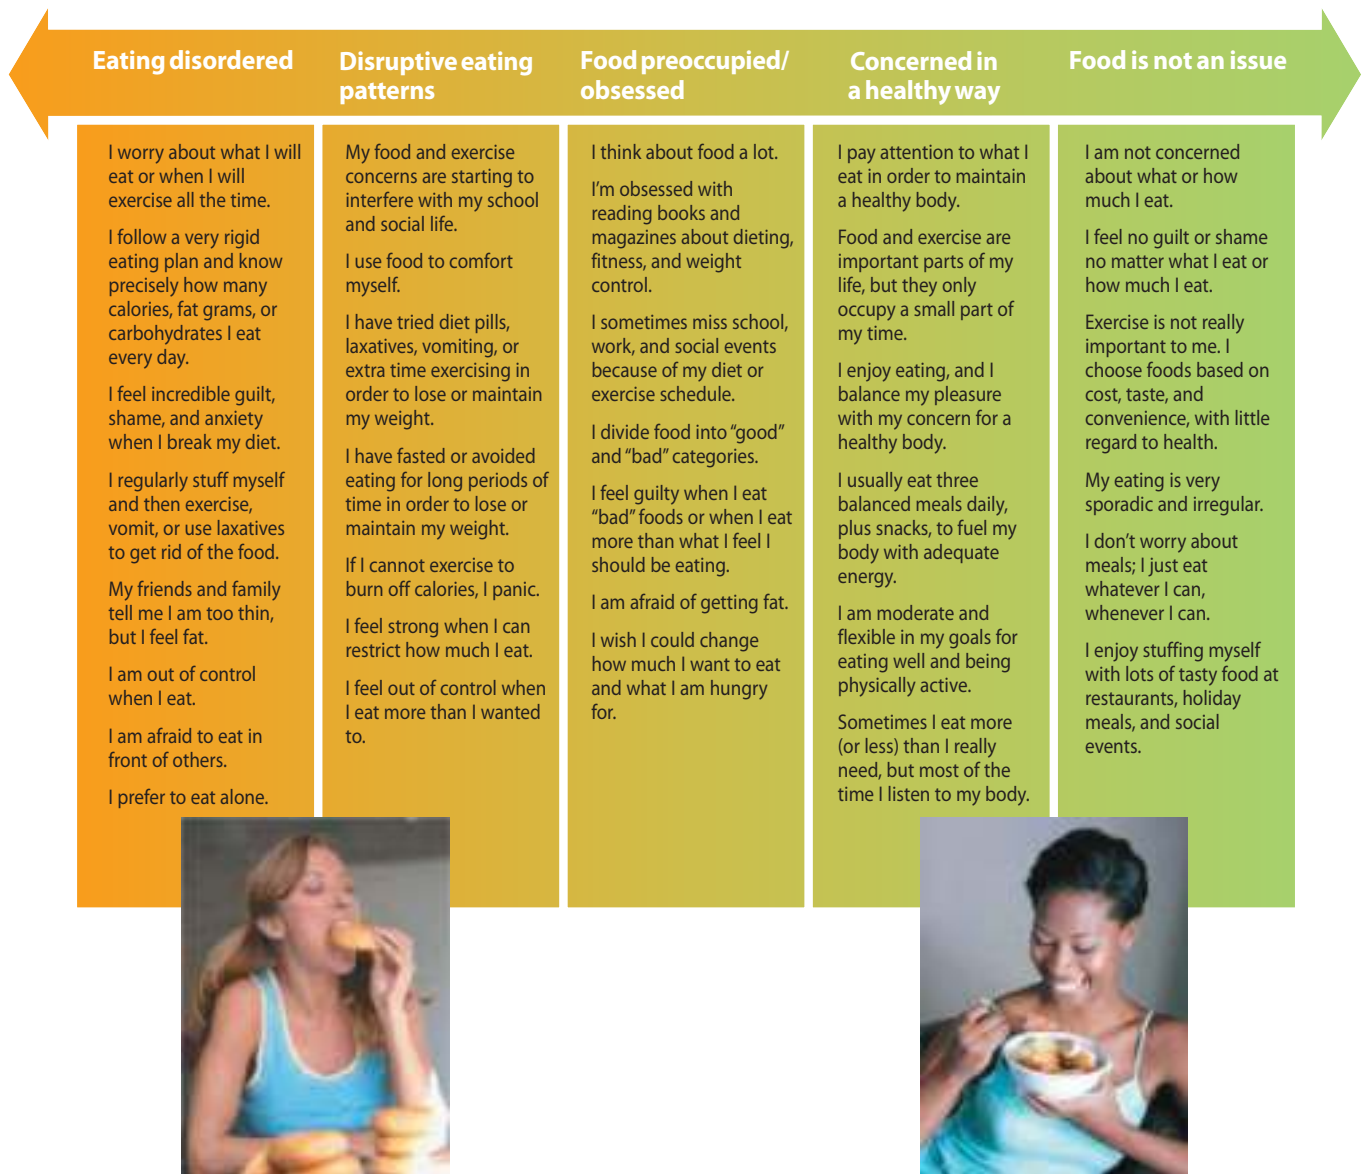 Eating disordered
Disruptive eating
patterns
Food preoccupied/
obsessed
Concerned in
a healthy way
Food is not an issue
I worry about what I will
eat or when I will
exercise all the time.
I follow a very rigid
eating plan and know
precisely how many
calories, fat grams, or
carbohydrates I eat
every day.
I feel incredible guilt,
shame, and anxiety
when I break my diet.
I regularly stuff myself
and then exercise,
vomit, or use laxatives
to get rid of the food.
My friends and family
tell me I am too thin,
but I feel fat.
I am out of control
when I eat.
I am afraid to eat in
front of others.
I prefer to eat alone.
My food and exercise
concerns are starting to
interfere with my school
and social life.
I use food to comfort
myself.
I have tried diet pills,
laxatives, vomiting, or
extra time exercising in
order to lose or maintain
my weight.
I have fasted or avoided
eating for long periods of
time in order to lose or
maintain my weight.
If I cannot exercise to
burn off calories, I panic.
I feel strong when I can
restrict how much I eat.
I feel out of control when
I eat more than I wanted
to.
I think about food a lot.
I'm obsessed with
reading books and
magazines about dieting,
fitness, and weight
control.
I sometimes miss school,
work, and social events
because of my diet or
exercise schedule.
I divide food into “good”
and “bad” categories.
I feel guilty when I eat
“bad” foods or when I eat
more than what I feel I
should be eating.
I am afraid of getting fat.
I wish I could change
how much I want to eat
and what I am hungry
for.
I pay attention to what I
eat in order to maintain
a healthy body.
Food and exercise are
important parts of my
life, but they only
occupy a small part of
my time.
I enjoy eating, and I
balance my pleasure
with my concern for a
healthy body.
I usually eat three
balanced meals daily,
plus snacks, to fuel my
body with adequate
energy.
I am moderate and
flexible in my goals for
eating well and being
physically active.
Sometimes I eat more
(or less) than I really
need, but most of the
time I listen to my body.
I am not concerned
about what or how
much I eat.
I feel no guilt or shame
no matter what I eat or
how much I eat.
Exercise is not really
important to me. I
choose foods based on
cost, taste, and
convenience, with little
regard to health.
My eating is very
sporadic and irregular.
I don't worry about
meals; I just eat
whatever I can,
whenever I can.
I enjoy stuffing myself
with lots of tasty food at
restaurants, holiday
meals, and social
events.